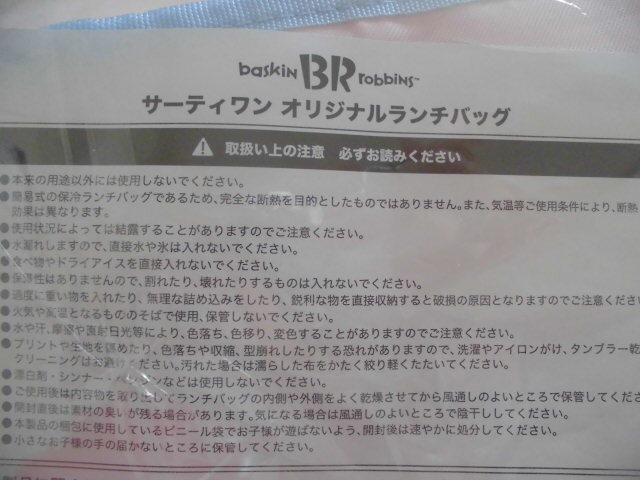 baskin BR robbins™
サーティワン オリジナルランチバッグ
取扱い上の注意 必ずお読みください
●本来の用途以外には使用しないでください。
●簡易式の保冷ランチバッグであるため、完全な断熱を目的としたものではありません。また、気温等ご使用条件により、断熱
効果は異なります。
●使用状況によっては結露することがありますのでご注意ください。
●水漏れしますので、直接水や氷は入れないでください。
●食べ物やドライアイスを直接入れないでください。
●保護性はありませんので、割れたり、壊れたりするものは入れないでください。
●過度に重い物を入れたり、無理な詰め込みをしたり、鋭利な物を直接収納すると破損の原因となりますのでご注意くださ
●火気や高温となるもののそばで使用、保管しないでください。
●水や汗、摩擦や直射日光等により、色落ち、色移り、変色することがありますのでご注意ください。
●プリントや生地を傷めたり、色落ちや収縮、型崩れしたりする恐れがありますので、洗濯やアイロンがけ、タンブラー乾
クリーニングはお避けください。汚れた場合は濡らした布をかたく絞り軽くたたいてください。
●漂白剤・シンナー・ベンジンなどは使用しないでください。
●ご使用後は内容物を取り出してランチバッグの内側や外側をよく乾燥させてから風通しのよいところで保管してくださ
●開封直後は素材の臭いが残る場合があります。気になる場合は風通しのよいところで陰干ししてください。
●本製品の梱包に使用しているビニール袋でお子様が遊ばないよう、開封後は速やかに処分してください。
●小さなお子様の手の届かないところに保管してください。